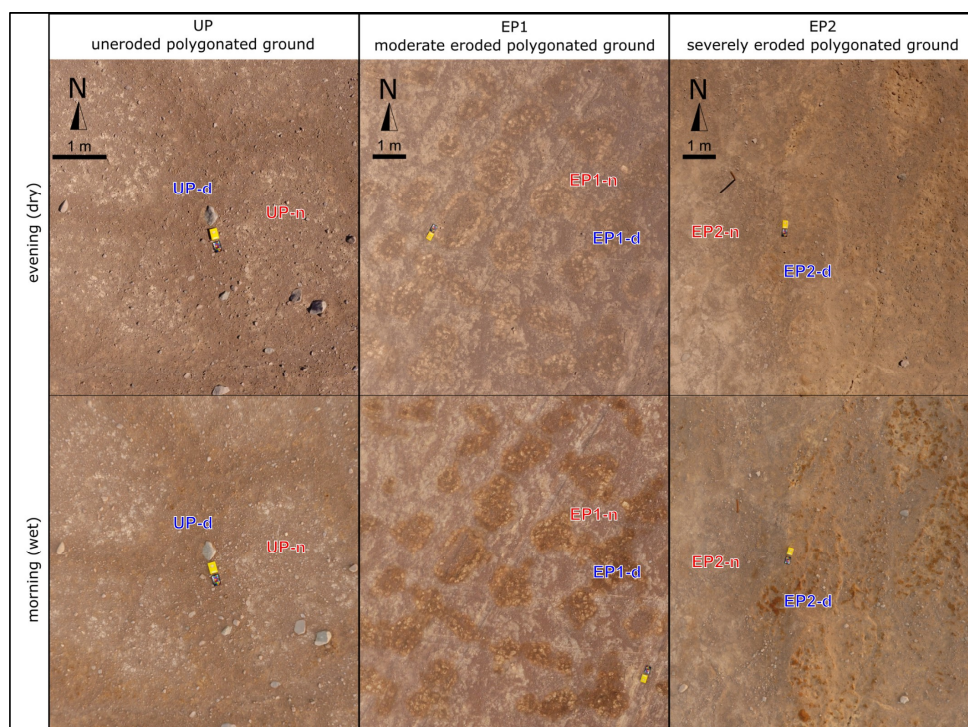 UP
uneroded polygonated ground
EP1
moderate eroded polygonated ground
EP2
severely eroded polygonated ground
evening (dry)
N
1 m
UP-d
UP-n
N
1 m
EP1-n
EP1-d
N
1 m
EP2-n
EP2-d
morning (wet)
UP-d
UP-n
EP1-n
EP1-d
EP2-n
EP2-d